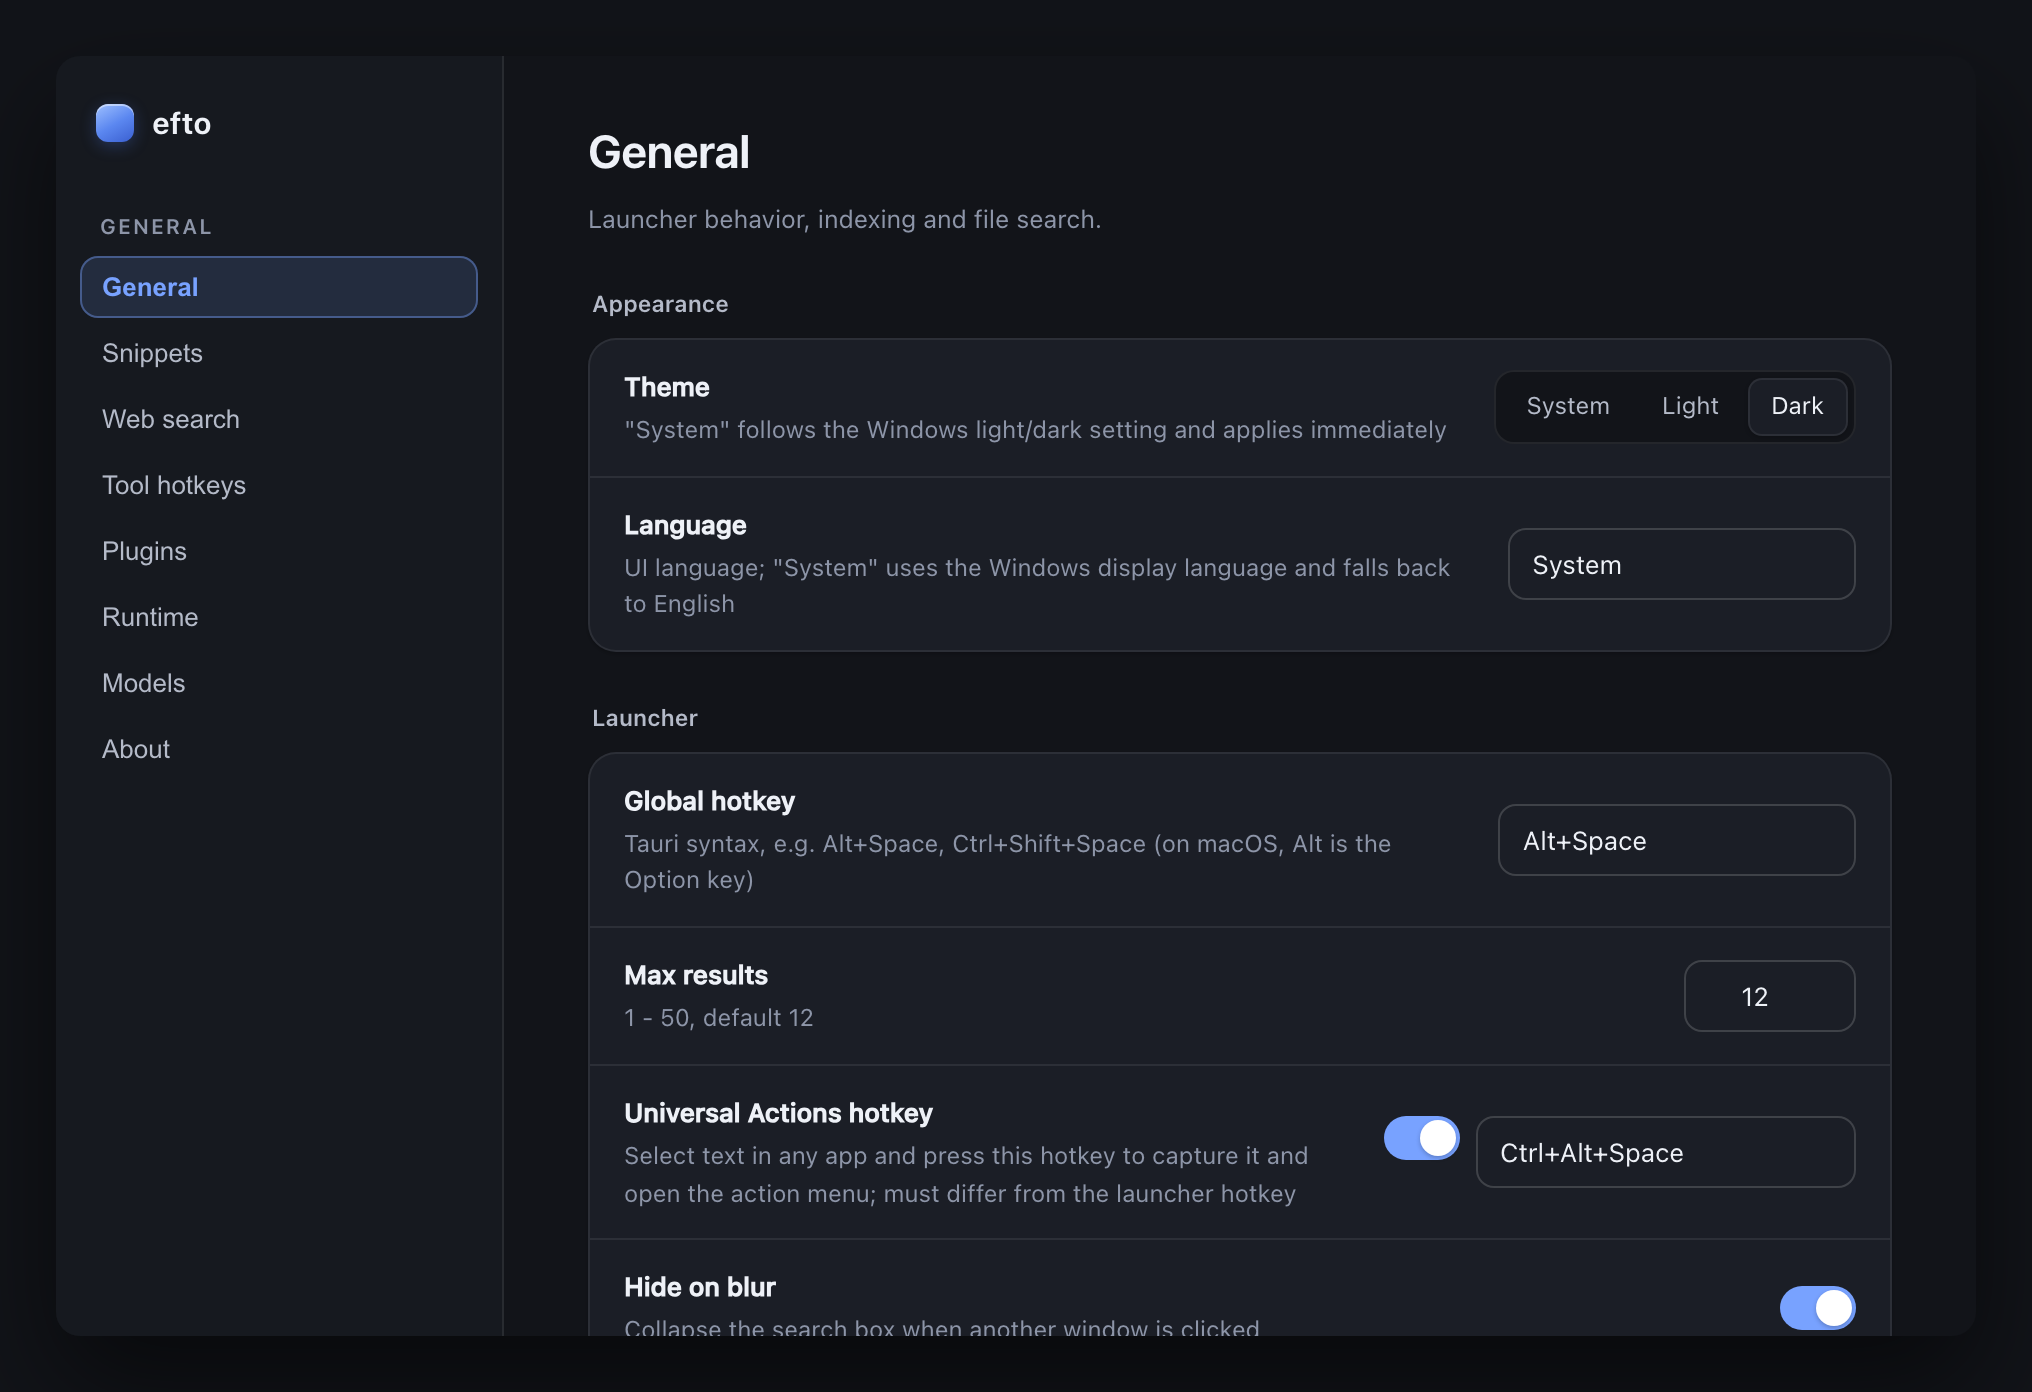 efto
GENERAL
General
Snippets
Web search
Tool hotkeys
Plugins
Runtime
Models
About
General
Launcher behavior, indexing and file search.
Appearance
Theme
"System" follows the Windows light/dark setting and applies immediately
System Light Dark
Language
UI language; "System" uses the Windows display language and falls back
to English
System
Launcher
Global hotkey
Tauri syntax, e.g. Alt+Space, Ctrl+Shift+Space (on macOS, Alt is the
Option key)
Alt+Space
Max results
1 - 50, default 12
12
Universal Actions hotkey
Select text in any app and press this hotkey to capture it and
open the action menu; must differ from the launcher hotkey
Ctrl+Alt+Space
Hide on blur
Collapse the search box when another window is clicked